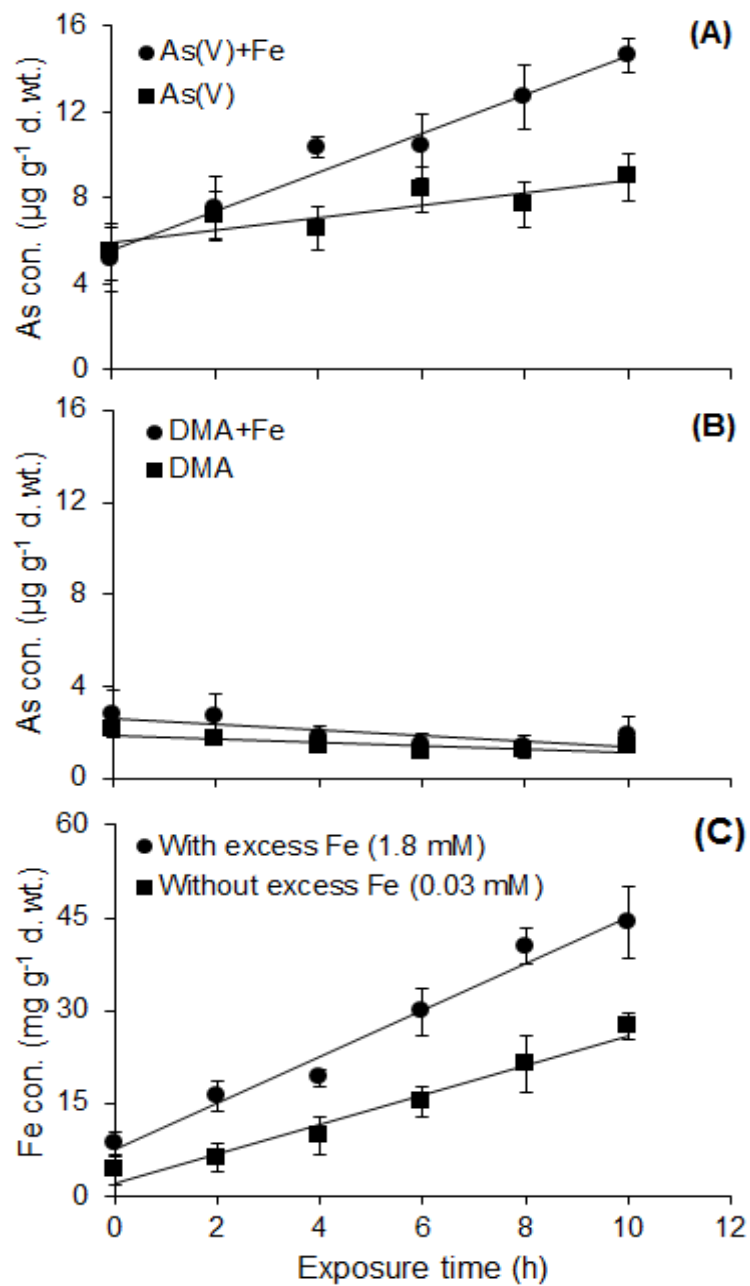 (A)
As(V)+Fe
As(V)
As con. (µg g⁻¹ d. wt.)
16
12
8
4
0
(B)
DMA+Fe
DMA
As con. (µg g⁻¹ d. wt.)
16
12
8
4
0
(C)
With excess Fe (1.8 mM)
Without excess Fe (0.03 mM)
Fe con. (mg g⁻¹ d. wt.)
60
45
30
15
0
0 2 4 6 8 10 12
Exposure time (h)